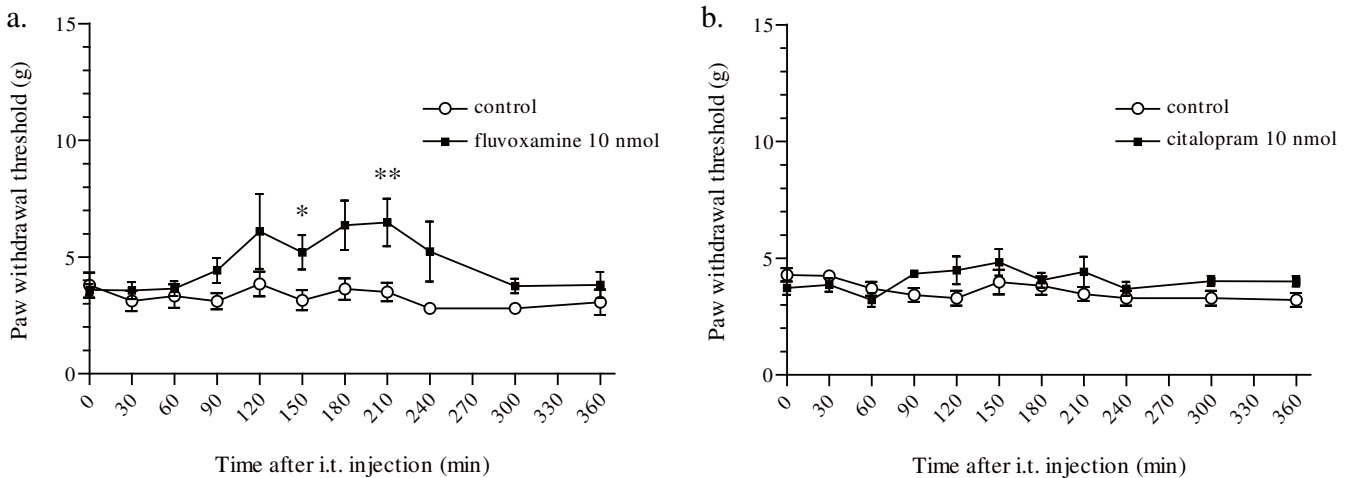 a.
15
10
5
0
Paw withdrawal threshold (g)
control
fluvoxamine 10 nmol
*
**
0 30 60 90 120 150 180 210 240 270 300 330 360
Time after i.t. injection (min)
b.
15
10
5
0
Paw withdrawal threshold (g)
control
citalopram 10 nmol
0 30 60 90 120 150 180 210 240 270 300 330 360
Time after i.t. injection (min)